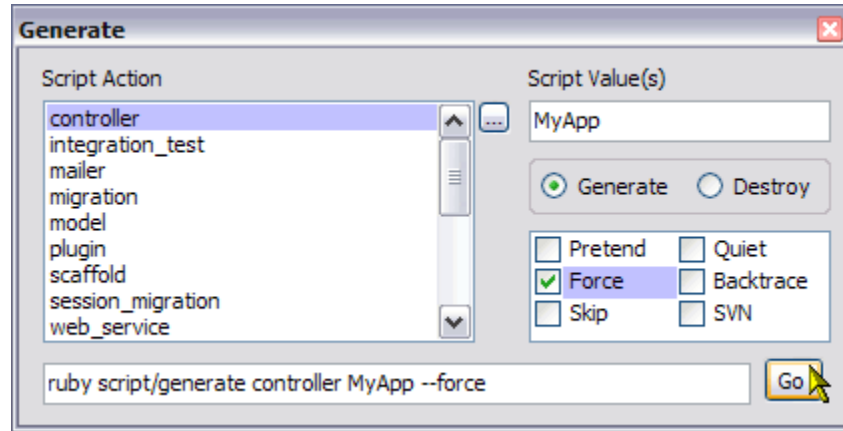 Generate
Script Action
controller
integration_test
mailer
migration
model
plugin
scaffold
session_migration
web_service
...
Script Value(s)
MyApp
Generate Destroy
Pretend Quiet
Force Backtrace
Skip SVN
ruby script/generate controller MyApp --force
Go